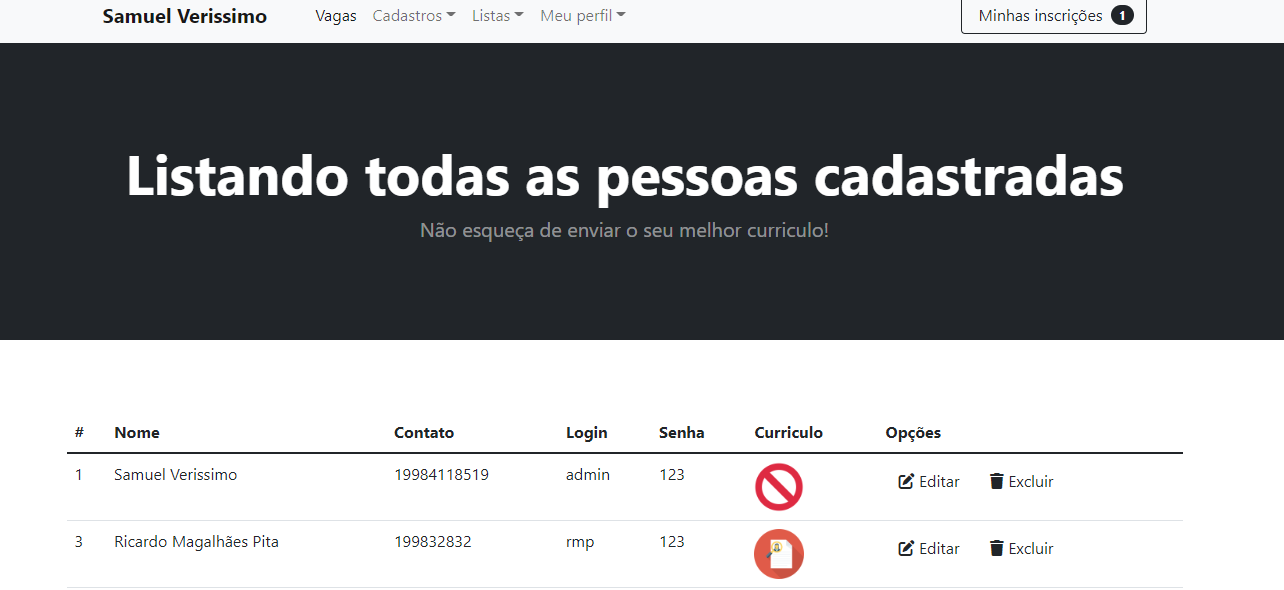 Samuel Verissimo Vagas Cadastros Listas Meu perfil Minhas inscrições 1
Listando todas as pessoas cadastradas
Não esqueça de enviar o seu melhor curriculo!
# Nome Contato Login Senha Curriculo Opções
1 Samuel Verissimo 19984118519 admin 123 Editar Excluir
3 Ricardo Magalhães Pita 199832832 rmp 123 Editar Excluir